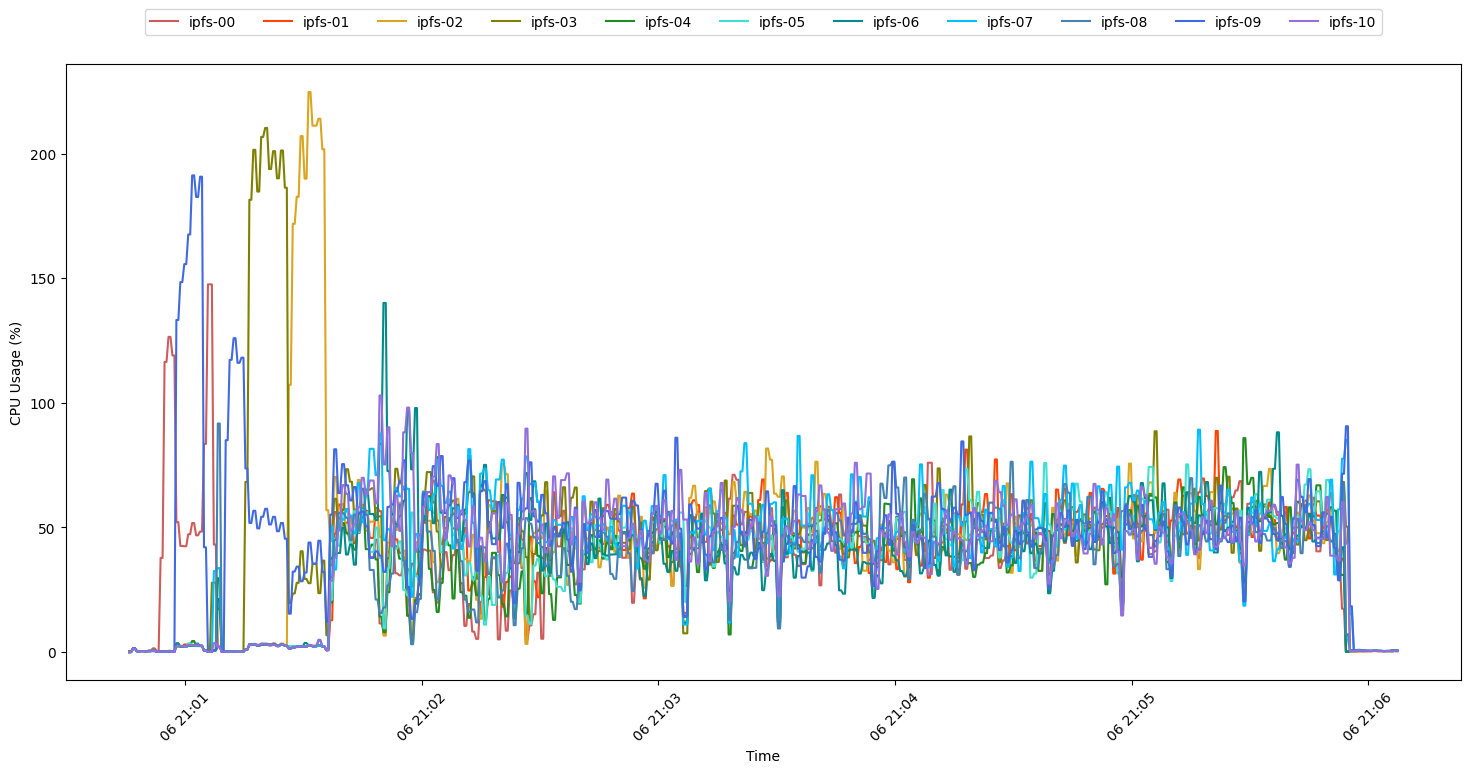 ipfs-00 ipfs-01 ipfs-02 ipfs-03 ipfs-04 ipfs-05 ipfs-06 ipfs-07 ipfs-08 ipfs-09 ipfs-10
200
150
100
50
0
CPU Usage (%)
06 21:01 06 21:02 06 21:03 06 21:04 06 21:05 06 21:06
Time